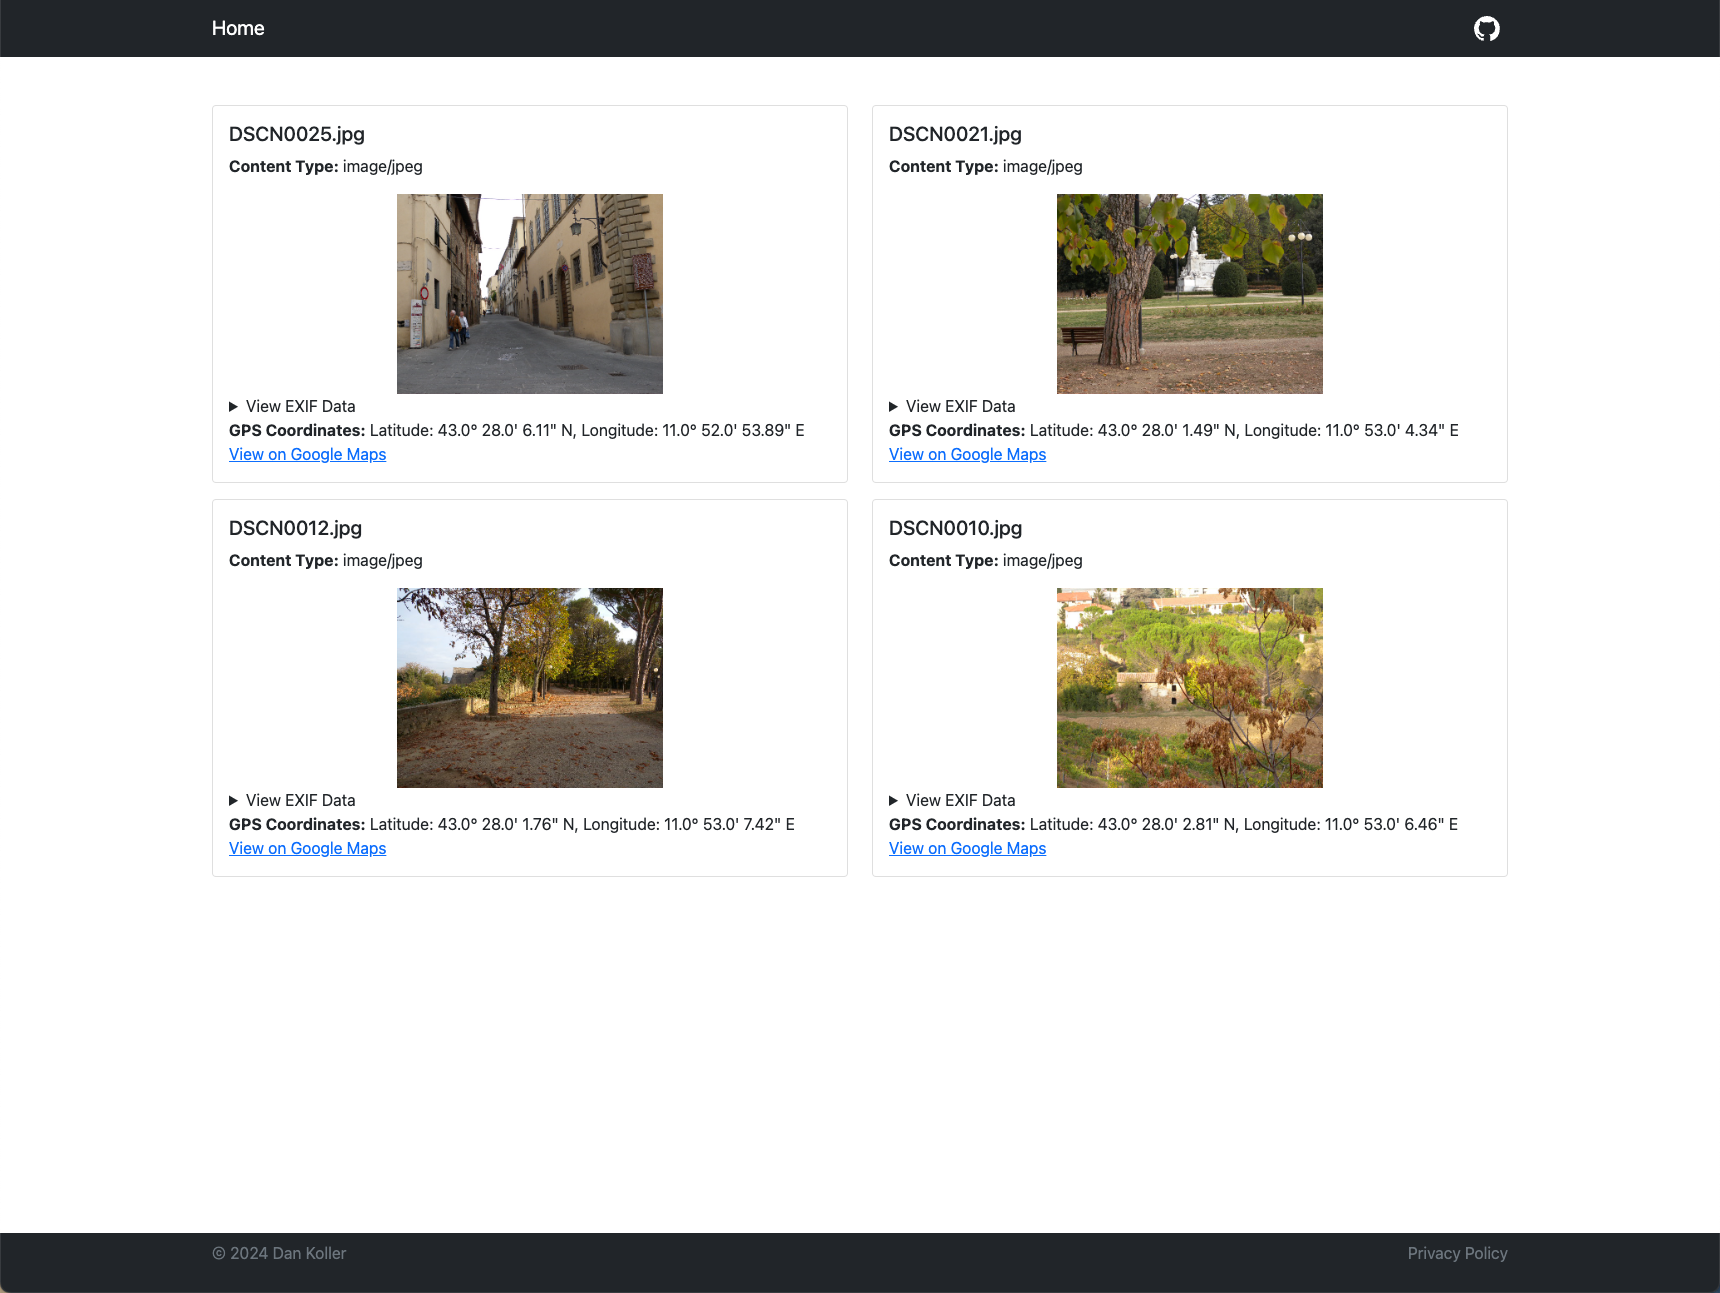 Home
DSCN0025.jpg
Content Type: image/jpeg
▶ View EXIF Data
GPS Coordinates: Latitude: 43.0° 28.0' 6.11" N, Longitude: 11.0° 52.0' 53.89" E
View on Google Maps
DSCN0021.jpg
Content Type: image/jpeg
▶ View EXIF Data
GPS Coordinates: Latitude: 43.0° 28.0' 1.49" N, Longitude: 11.0° 53.0' 4.34" E
View on Google Maps
DSCN0012.jpg
Content Type: image/jpeg
▶ View EXIF Data
GPS Coordinates: Latitude: 43.0° 28.0' 1.76" N, Longitude: 11.0° 53.0' 7.42" E
View on Google Maps
DSCN0010.jpg
Content Type: image/jpeg
▶ View EXIF Data
GPS Coordinates: Latitude: 43.0° 28.0' 2.81" N, Longitude: 11.0° 53.0' 6.46" E
View on Google Maps
© 2024 Dan Koller
Privacy Policy